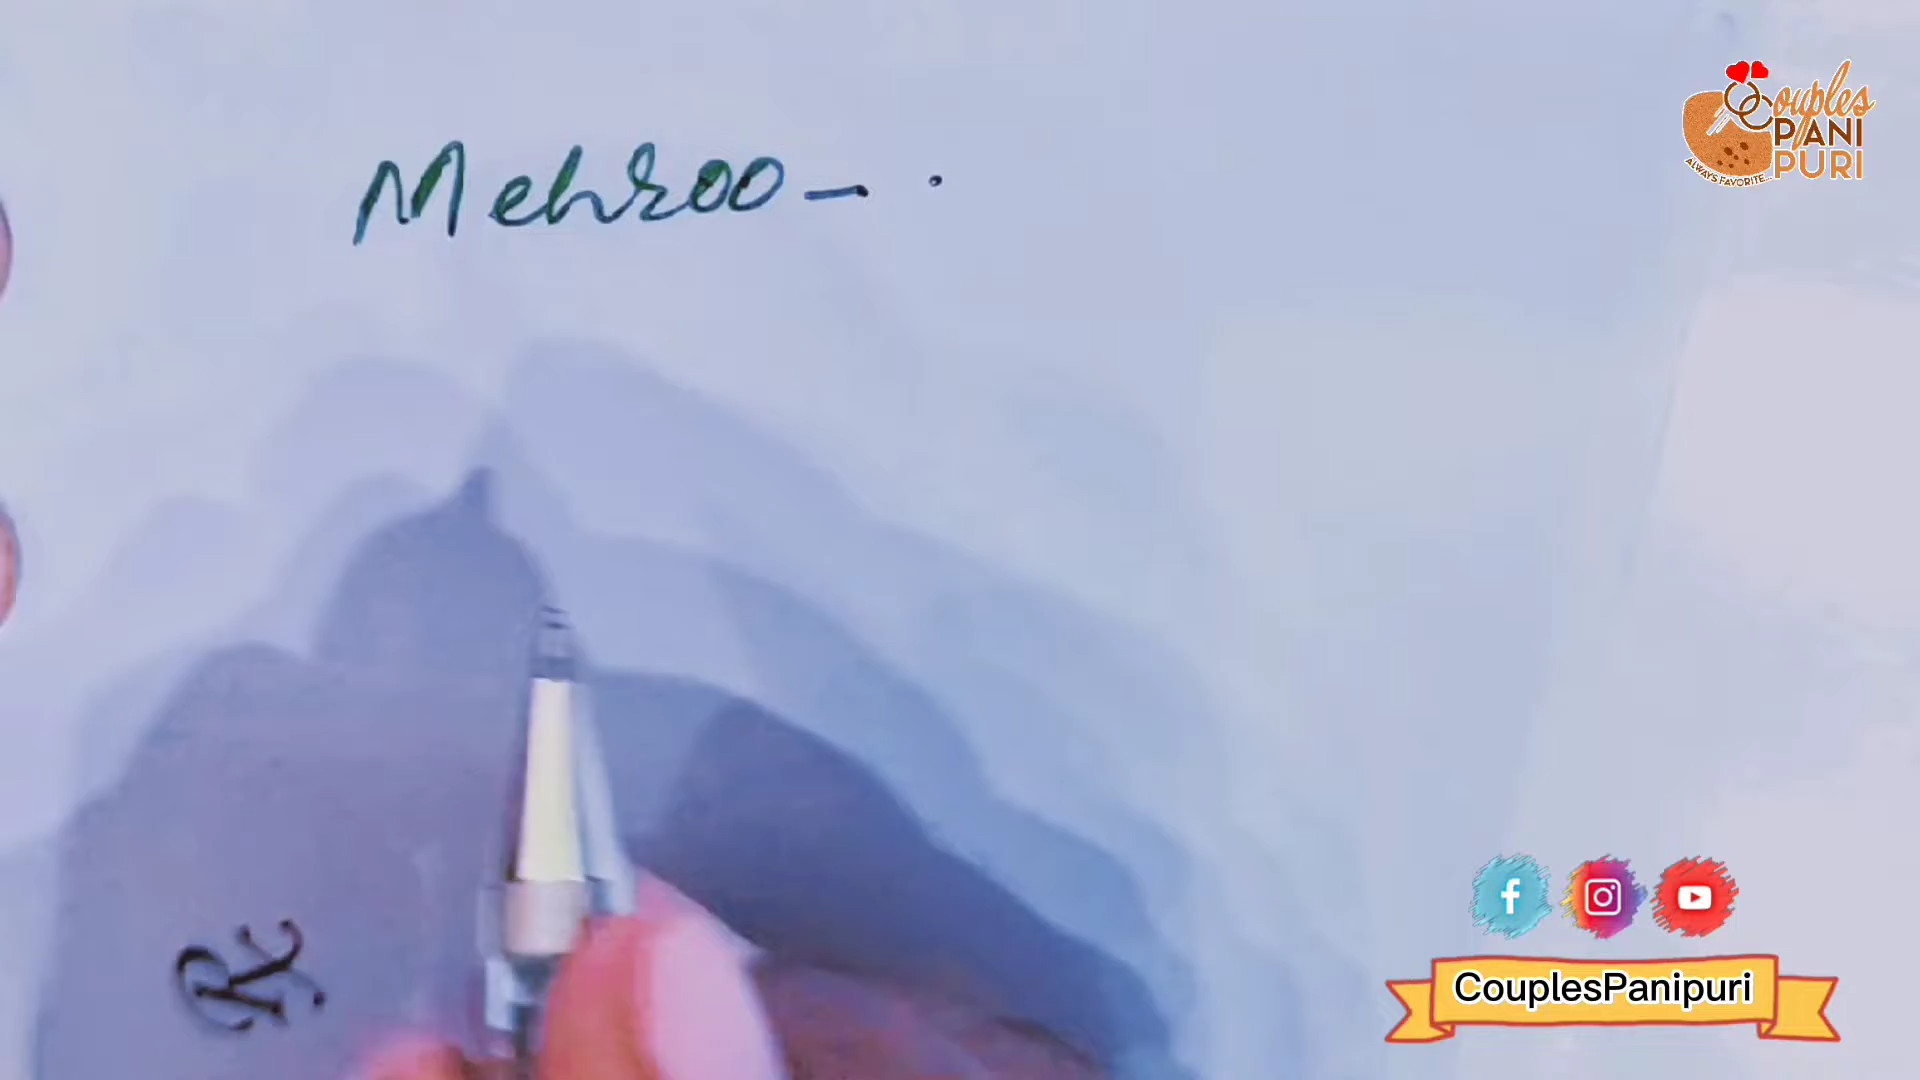 Mehroo - .
℞
Couples
PANI
PURI
ALWAYS FAVORITE...
CouplesPanipuri